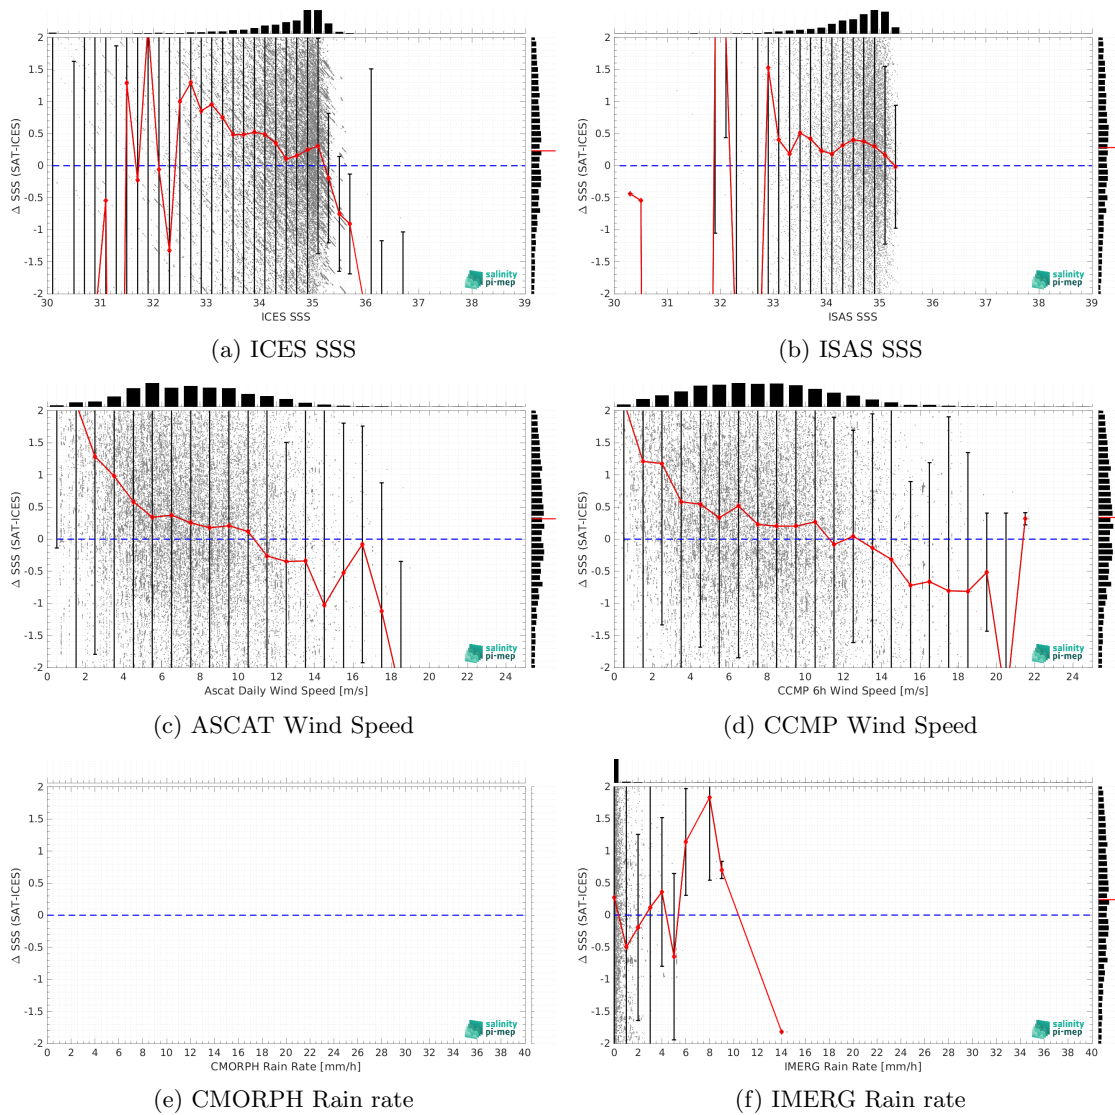 2
1.5
1
0.5
0
-0.5
-1
-1.5
-2
Δ SSS (SAT-ICES)
30 31 32 33 34 35 36 37 38 39
ICES SSS
salinity
pi-mep
(a) ICES SSS
2
1.5
1
0.5
0
-0.5
-1
-1.5
-2
Δ SSS (SAT-ICES)
30 31 32 33 34 35 36 37 38 39
ISAS SSS
salinity
pi-mep
(b) ISAS SSS
2
1.5
1
0.5
0
-0.5
-1
-1.5
-2
Δ SSS (SAT-ICES)
0 2 4 6 8 10 12 14 16 18 20 22 24
Ascat Daily Wind Speed [m/s]
salinity
pi-mep
(c) ASCAT Wind Speed
2
1.5
1
0.5
0
-0.5
-1
-1.5
-2
Δ SSS (SAT-ICES)
0 2 4 6 8 10 12 14 16 18 20 22 24
CCMP 6h Wind Speed [m/s]
salinity
pi-mep
(d) CCMP Wind Speed
2
1.5
1
0.5
0
-0.5
-1
-1.5
-2
Δ SSS (SAT-ICES)
0 2 4 6 8 10 12 14 16 18 20 22 24 26 28 30 32 34 36 38 40
CMORPH Rain Rate [mm/h]
salinity
pi-mep
(e) CMORPH Rain rate
2
1.5
1
0.5
0
-0.5
-1
-1.5
-2
Δ SSS (SAT-ICES)
0 2 4 6 8 10 12 14 16 18 20 22 24 26 28 30 32 34 36 38 40
IMERG Rain Rate [mm/h]
salinity
pi-mep
(f) IMERG Rain rate